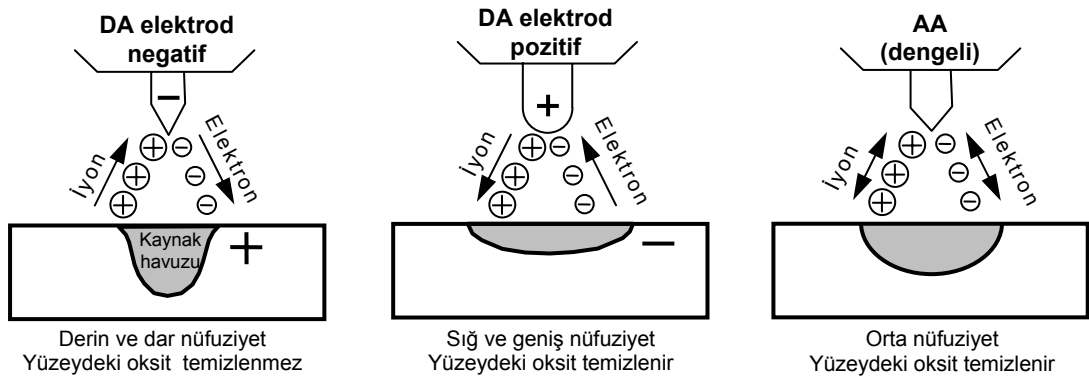 DA elektrod
negatif
−
İyon
Elektron
Kaynak
havuzu
+
Derin ve dar nüfuziyet
Yüzeydeki oksit temizlenmez
DA elektrod
pozitif
+
İyon
Elektron
−
Sığ ve geniş nüfuziyet
Yüzeydeki oksit temizlenir
AA
(dengeli)
İyon
Elektron
Orta nüfuziyet
Yüzeydeki oksit temizlenir